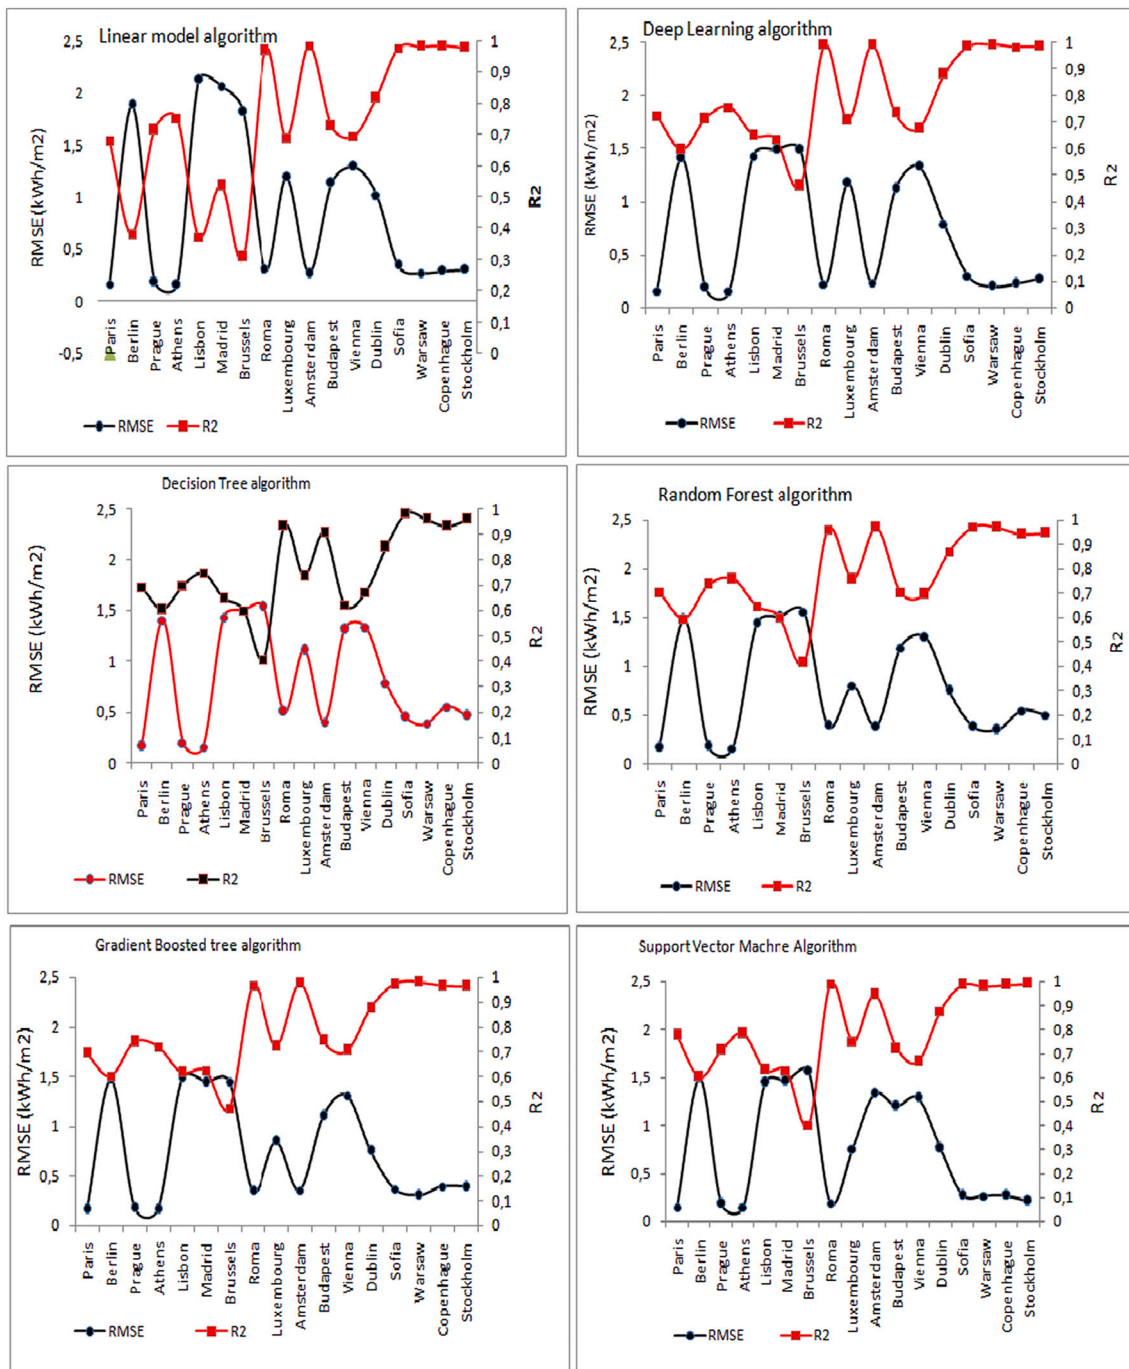 Linear model algorithm
RMSE (kWh/m2)
2,5
2
1,5
1
0,5
0
-0,5
1
0,9
0,8
0,7
0,6
0,5
0,4
0,3
0,2
0,1
0
R2
Paris
Berlin
Prague
Athens
Lisbon
Madrid
Brussels
Roma
Luxembourg
Amsterdam
Budapest
Vienna
Dublin
Sofia
Warsaw
Copenhague
Stockholm
RMSE R2
Deep Learning algorithm
RMSE (kWh/m2)
2,5
2
1,5
1
0,5
0
1
0,9
0,8
0,7
0,6
0,5
0,4
0,3
0,2
0,1
0
R2
Paris
Berlin
Prague
Athens
Lisbon
Madrid
Brussels
Roma
Luxembourg
Amsterdam
Budapest
Vienna
Dublin
Sofia
Warsaw
Copenhague
Stockholm
RMSE R2
Decision Tree algorithm
RMSE (kWh/m2)
2,5
2
1,5
1
0,5
0
1
0,9
0,8
0,7
0,6
0,5
0,4
0,3
0,2
0,1
0
R2
Paris
Berlin
Prague
Athens
Lisbon
Madrid
Brussels
Roma
Luxembourg
Amsterdam
Budapest
Vienna
Dublin
Sofia
Warsaw
Copenhague
Stockholm
RMSE R2
Random Forest algorithm
RMSE (kWh/m2)
2,5
2
1,5
1
0,5
0
1
0,9
0,8
0,7
0,6
0,5
0,4
0,3
0,2
0,1
0
R2
Paris
Berlin
Prague
Athens
Lisbon
Madrid
Brussels
Roma
Luxembourg
Amsterdam
Budapest
Vienna
Dublin
Sofia
Warsaw
Copenhague
Stockholm
RMSE R2
Gradient Boosted tree algorithm
RMSE (kWh/m2)
2,5
2
1,5
1
0,5
0
1
0,9
0,8
0,7
0,6
0,5
0,4
0,3
0,2
0,1
0
R2
Paris
Berlin
Prague
Athens
Lisbon
Madrid
Brussels
Roma
Luxembourg
Amsterdam
Budapest
Vienna
Dublin
Sofia
Warsaw
Copenhague
Stockholm
RMSE R2
Support Vector Machre Algorithm
RMSE (kWh/m2)
2,5
2
1,5
1
0,5
0
1
0,9
0,8
0,7
0,6
0,5
0,4
0,3
0,2
0,1
0
R2
Paris
Berlin
Prague
Athens
Lisbon
Madrid
Brussels
Roma
Luxembourg
Amsterdam
Budapest
Vienna
Dublin
Sofia
Warsaw
Copenhague
Stockholm
RMSE R2